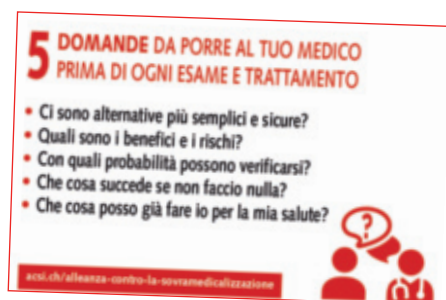 5 DOMANDE DA PORRE AL TUO MEDICO
PRIMA DI OGNI ESAME E TRATTAMENTO
• Ci sono alternative più semplici e sicure?
• Quali sono i benefici e i rischi?
• Con quali probabilità possono verificarsi?
• Che cosa succede se non faccio nulla?
• Che cosa posso già fare io per la mia salute?
?
acsi.ch/alleanza-contro-la-sovramedicalizzazione